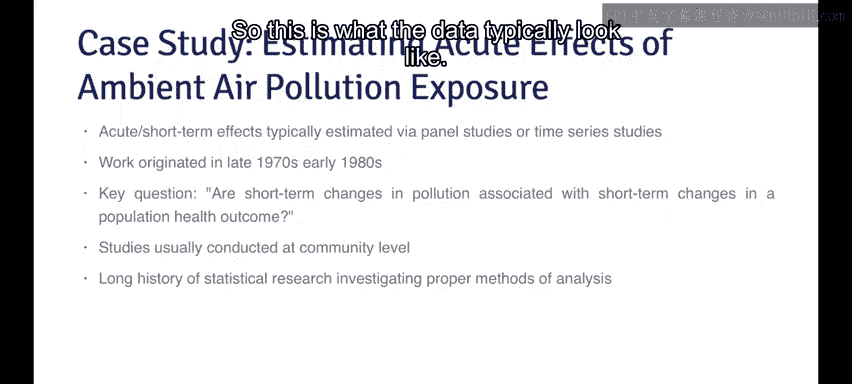 So this is what the data typically look
like.
Case Study: Estimating Acute Effects of
Ambient Air Pollution Exposure
· Acute/short-term effects typically estimated via panel studies or time series studies
· Work originated in late 1970s early 1980s
· Key question: "Are short-term changes in pollution associated with short-term changes in a
population health outcome?"
· Studies usually conducted at community level
· Long history of statistical research investigating proper methods of analysis